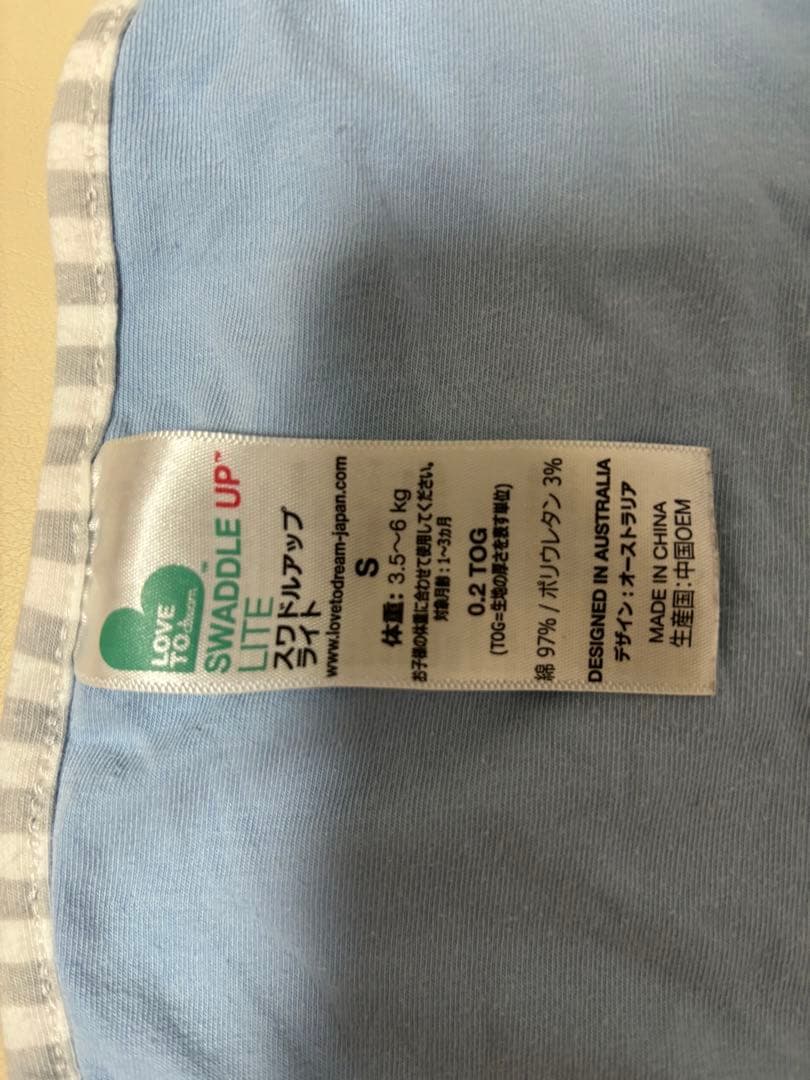 LOVE
TO dream
SWADDLE UP™
LITE™
スワドルアップ
ライト
www.lovetodream-japan.com
S
体重：3.5～6 kg
お子様の体重に合わせて使用してください。
対象月齢：1～3ヵ月
0.2 TOG
(TOG=生地の厚さを表す単位)
綿 97% / ポリウレタン 3%
DESIGNED IN AUSTRALIA
デザイン：オーストラリア
MADE IN CHINA
生産国：中国OEM